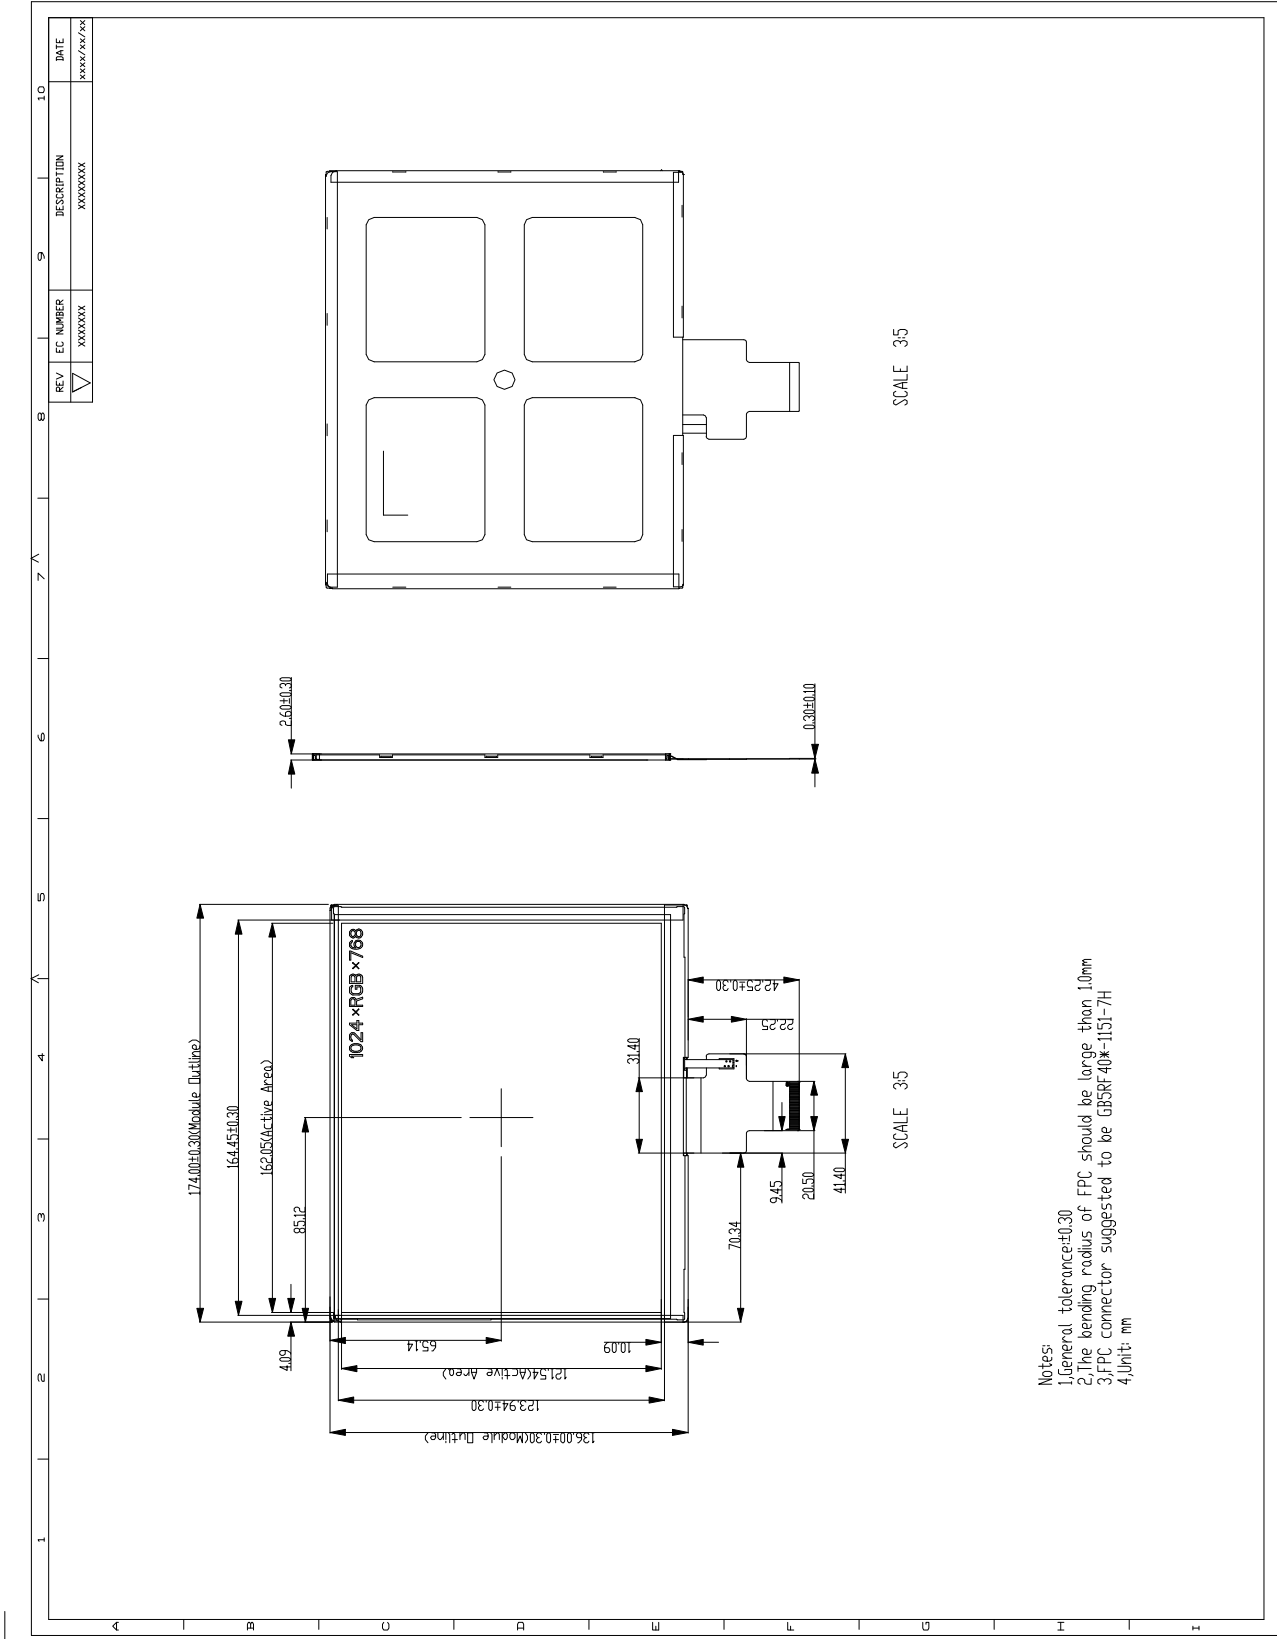 REV EC NUMBER DESCRIPTION DATE
XXXXXXX XXXXXXXX xxxx/xx/xx
1 2 3 4 5 6 7 8 9 10
A
B
C
D
E
F
G
H
I
174.00±0.30(Module Outline)
164.45±0.30
162.05(Active Area)
85.12
4.09
1024×RGB×768
65.14
10.09
121.54(Active Area)
123.94±0.30
136.00±0.30(Module Outline)
31.40
42.25±0.30
22.25
70.34
9.45
20.50
41.40
SCALE 3:5
2.60±0.30
0.30±0.10
SCALE 3:5
Notes:
1,General tolerance:±0.30
2,The bending radius of FPC should be large than 1.0mm
3,FPC connector suggested to be GB5RF40*-1151-7H
4,Unit: mm